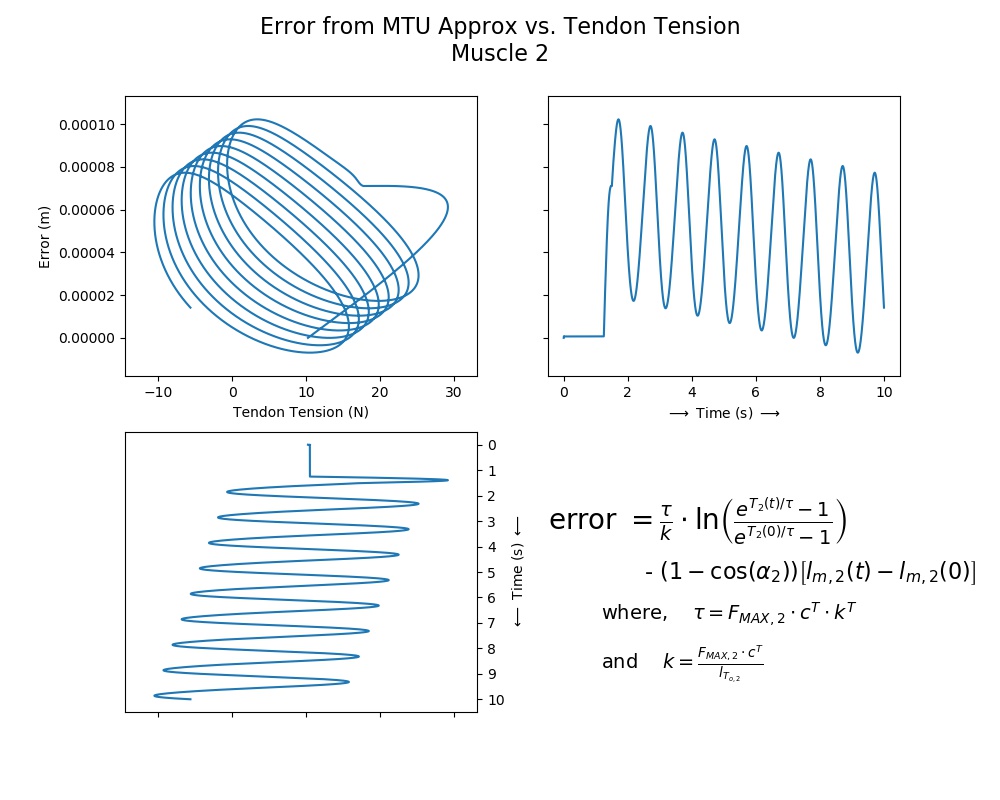 Error from MTU Approx vs. Tendon Tension
Muscle 2
0.00010
0.00008
0.00006
0.00004
0.00002
0.00000
Error (m)
−10 0 10 20 30
Tendon Tension (N)
0 2 4 6 8 10
⟶ Time (s) ⟶
0
1
2
3
4
5
6
7
8
9
10
⟵ Time (s) ⟵
error = τ/k · ln((e^{T₂(t)/τ} − 1)/(e^{T₂(0)/τ} − 1))
- (1 − cos(α₂))[l_{m,2}(t) − l_{m,2}(0)]
where, τ = F_{MAX,2} · c^T · k^T
and k = F_{MAX,2} · c^T / l_{T_{o,2}}